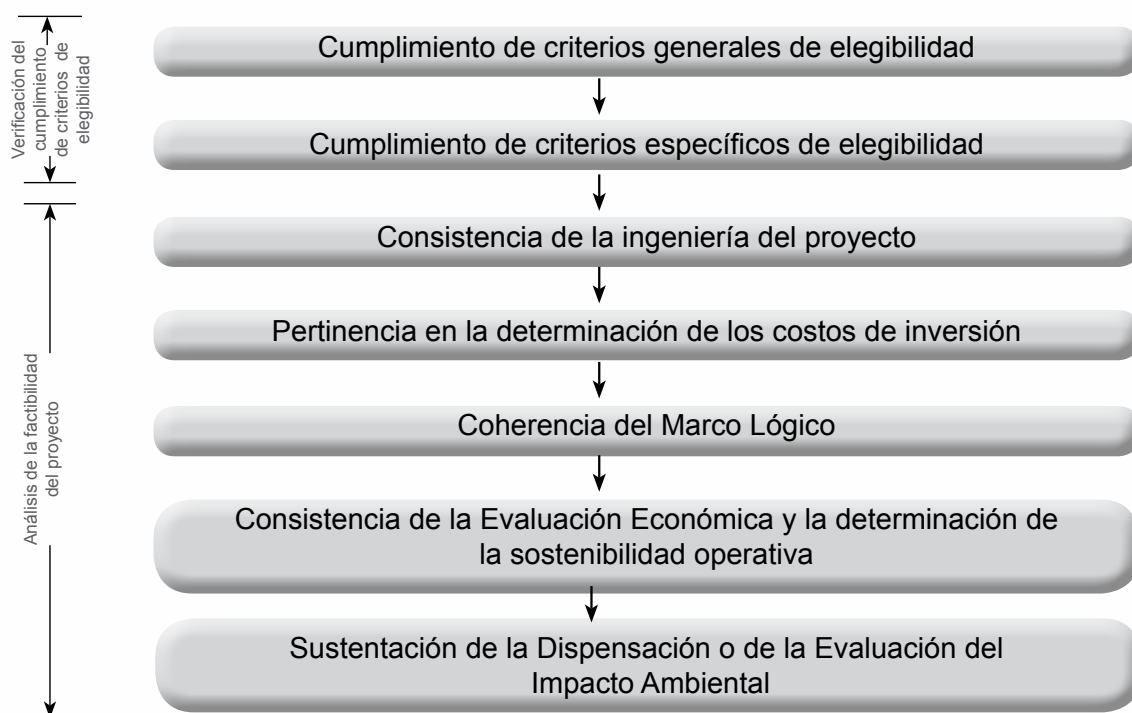 Verificación del
cumplimiento
de criterios de
elegibilidad
Cumplimiento de criterios generales de elegibilidad
Cumplimiento de criterios específicos de elegibilidad
Análisis de la factibilidad
del proyecto
Consistencia de la ingeniería del proyecto
Pertinencia en la determinación de los costos de inversión
Coherencia del Marco Lógico
Consistencia de la Evaluación Económica y la determinación de
la sostenibilidad operativa
Sustentación de la Dispensación o de la Evaluación del
Impacto Ambiental